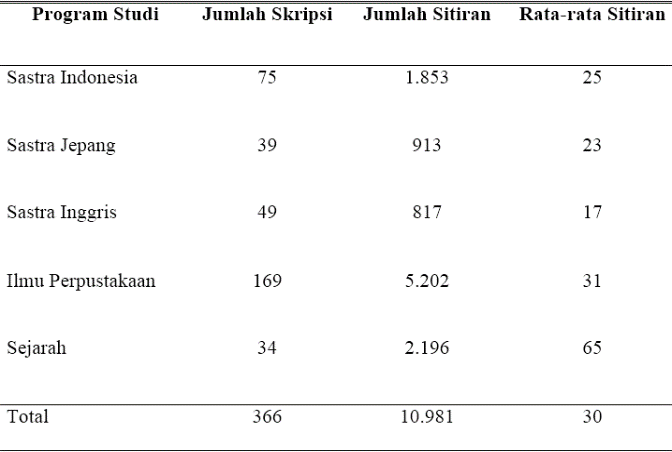 Program Studi Jumlah Skripsi Jumlah Sitiran Rata-rata Sitiran
Sastra Indonesia 75 1.853 25
Sastra Jepang 39 913 23
Sastra Inggris 49 817 17
Ilmu Perpustakaan 169 5.202 31
Sejarah 34 2.196 65
Total 366 10.981 30